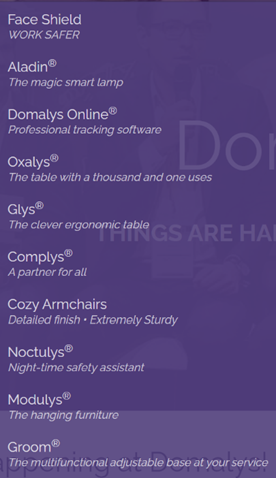 Face Shield
WORK SAFER
Aladin®
The magic smart lamp
Domalys Online®
Professional tracking software
Oxalys®
The table with a thousand and one uses
Glys®
The clever ergonomic table
Complys®
A partner for all
Cozy Armchairs
Detailed finish • Extremely Sturdy
Noctulys®
Night-time safety assistant
Modulys®
The hanging furniture
Groom®
The multifunctional adjustable base at your service
Dom
THINGS ARE HA
appening at Domalys!